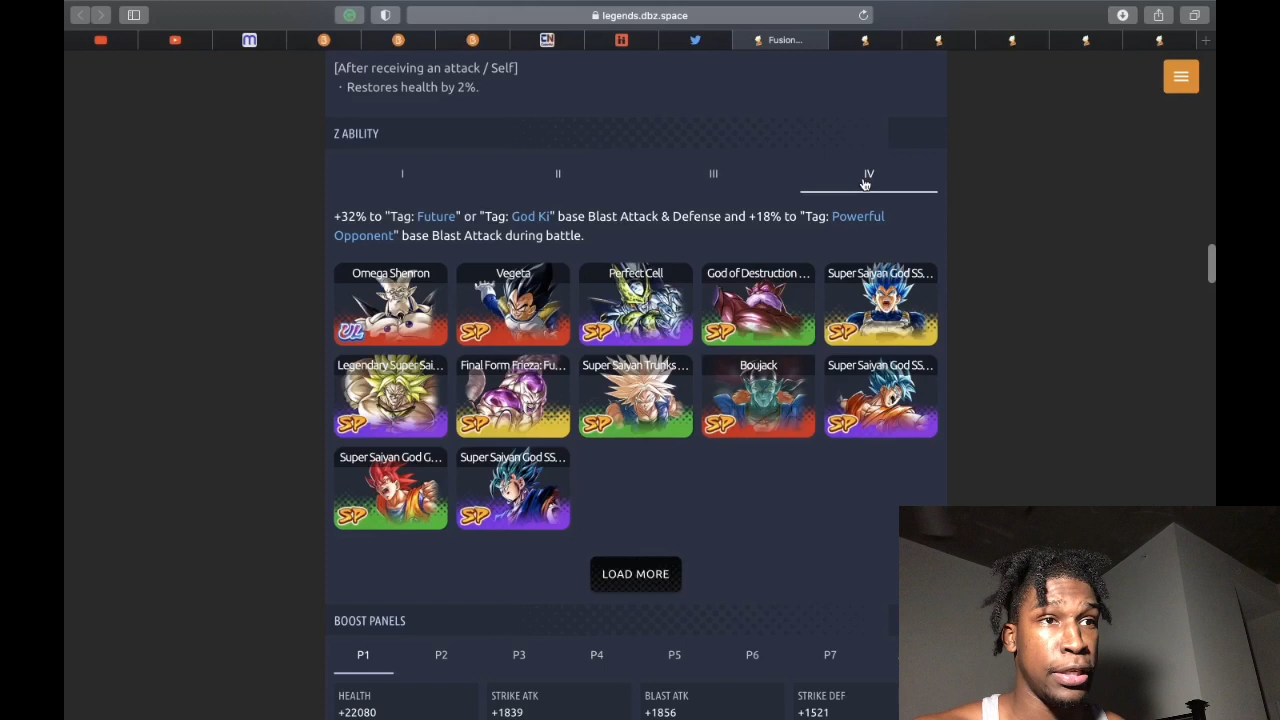 legends.dbz.space
Fusion...
[After receiving an attack / Self]
· Restores health by 2%.
Z ABILITY
I II III IV
+32% to "Tag: Future" or "Tag: God Ki" base Blast Attack & Defense and +18% to "Tag: Powerful
Opponent" base Blast Attack during battle.
Omega Shenron Vegeta Perfect Cell God of Destruction ... Super Saiyan God SS...
UL SP SP SP SP
Legendary Super Sai... Final Form Frieza: Fu... Super Saiyan Trunks ... Boujack Super Saiyan God SS...
SP SP SP SP SP
Super Saiyan God G... Super Saiyan God SS...
SP SP
LOAD MORE
BOOST PANELS
P1 P2 P3 P4 P5 P6 P7
HEALTH STRIKE ATK BLAST ATK STRIKE DEF
+22080 +1839 +1856 +1521